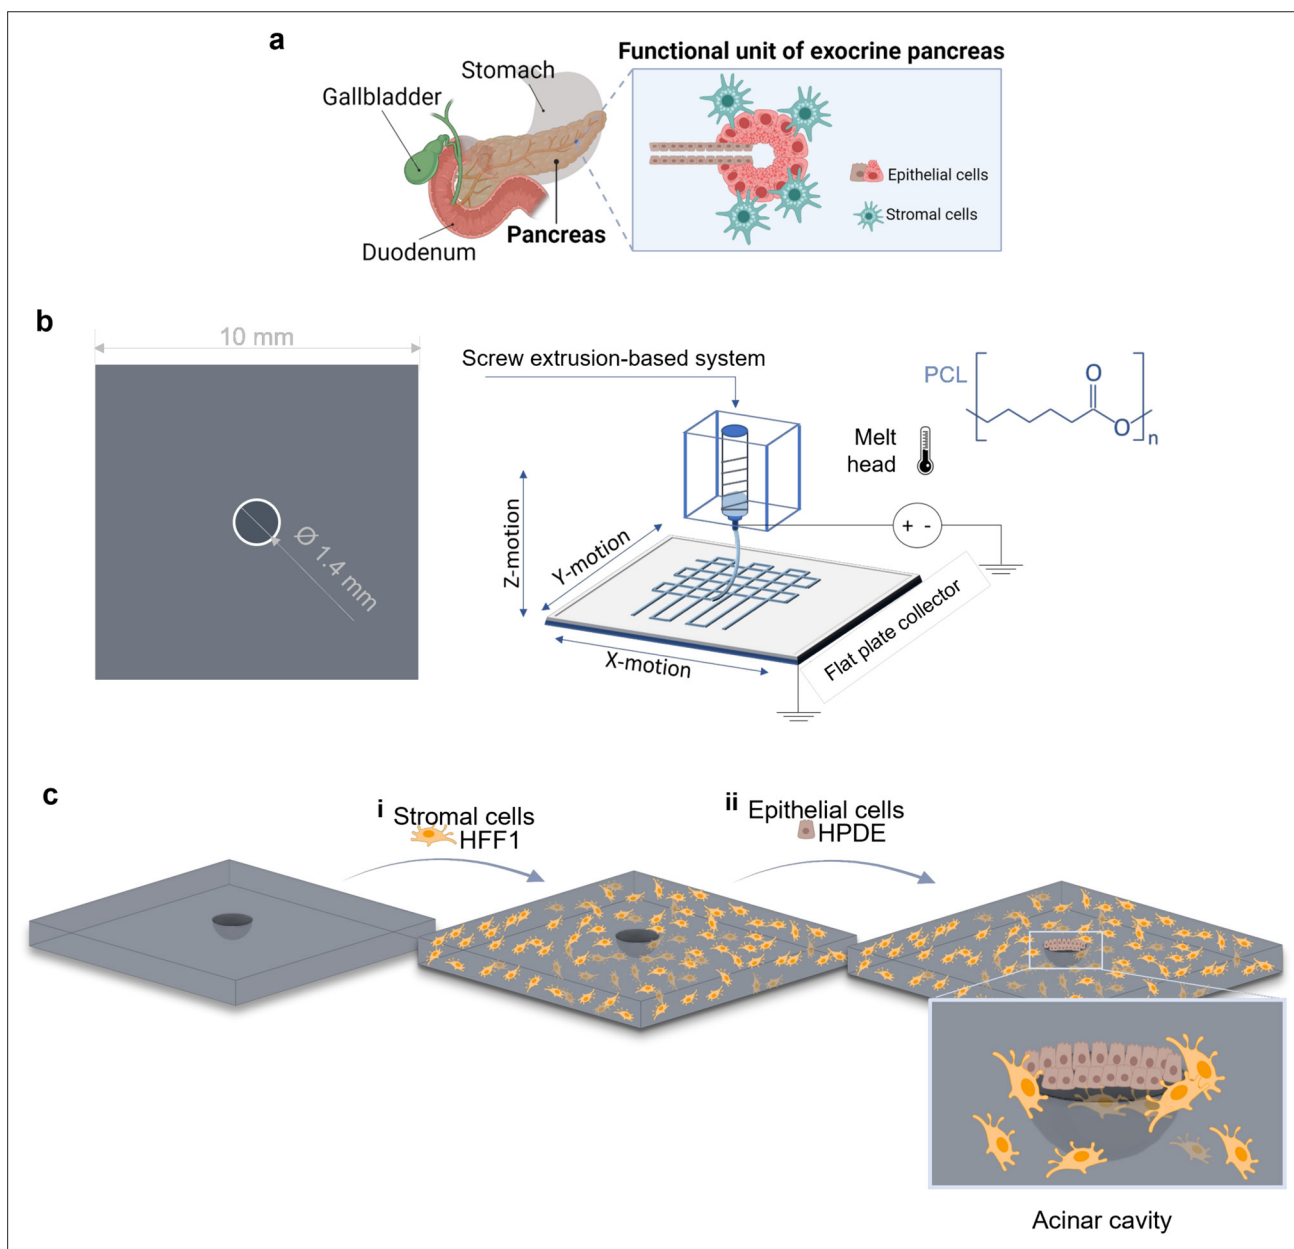 a
Functional unit of exocrine pancreas
Stomach
Gallbladder
Epithelial cells
Stromal cells
Pancreas
Duodenum
b
10 mm
Ø 1.4 mm
Screw extrusion-based system
PCL
O
O
n
Melt
head
+ -
Z-motion
Y-motion
X-motion
Flat plate collector
c
i
Stromal cells
HFF1
ii
Epithelial cells
HPDE
Acinar cavity